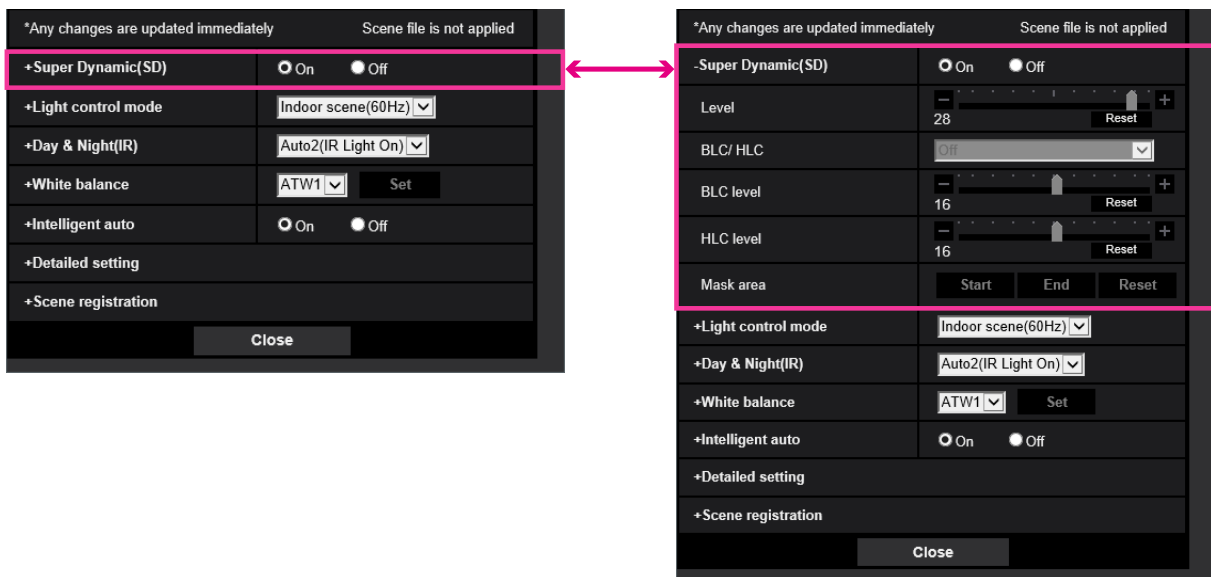 *Any changes are updated immediately Scene file is not applied
+Super Dynamic(SD) On Off
+Light control mode Indoor scene(60Hz)
+Day & Night(IR) Auto2(IR Light On)
+White balance ATW1 Set
+Intelligent auto On Off
+Detailed setting
+Scene registration
Close
*Any changes are updated immediately Scene file is not applied
-Super Dynamic(SD) On Off
Level - +
28 Reset
BLC/ HLC Off
BLC level - +
16 Reset
HLC level - +
16 Reset
Mask area Start End Reset
+Light control mode Indoor scene(60Hz)
+Day & Night(IR) Auto2(IR Light On)
+White balance ATW1 Set
+Intelligent auto On Off
+Detailed setting
+Scene registration
Close